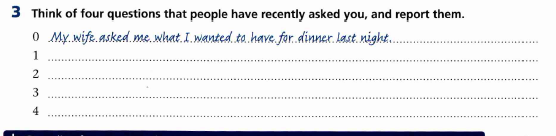 3 Think of four questions that people have recently asked you, and report them.
0 My wife asked me what I wanted to have for dinner last night.
1
2
3
4